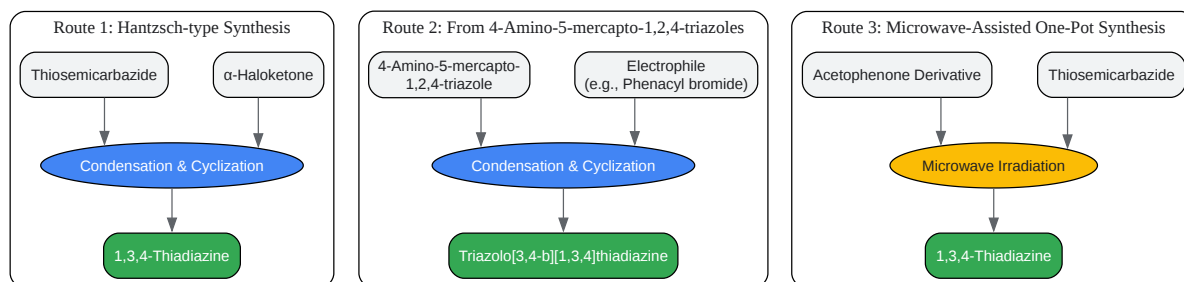 Route 1: Hantzsch-type Synthesis
Thiosemicarbazide
α-Haloketone
Condensation & Cyclization
1,3,4-Thiadiazine
Route 2: From 4-Amino-5-mercapto-1,2,4-triazoles
4-Amino-5-mercapto-
1,2,4-triazole
Electrophile
(e.g., Phenacyl bromide)
Condensation & Cyclization
Triazolo[3,4-b][1,3,4]thiadiazine
Route 3: Microwave-Assisted One-Pot Synthesis
Acetophenone Derivative
Thiosemicarbazide
Microwave Irradiation
1,3,4-Thiadiazine